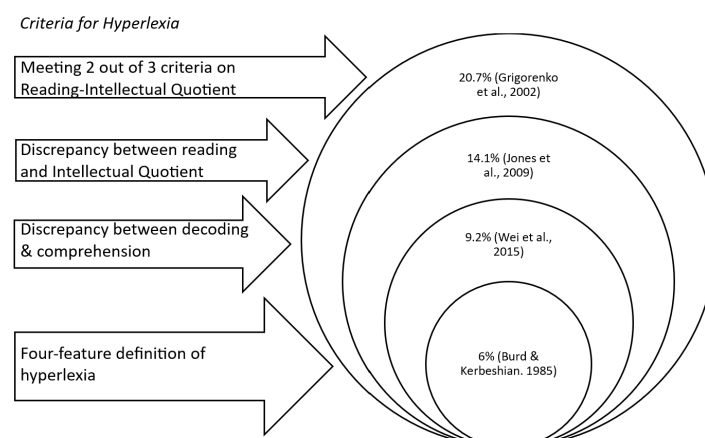 Criteria for Hyperlexia
Meeting 2 out of 3 criteria on
Reading-Intellectual Quotient
20.7% (Grigorenko
et al., 2002)
Discrepancy between reading
and Intellectual Quotient
14.1% (Jones et
al., 2009)
Discrepancy between decoding
& comprehension
9.2% (Wei et al.,
2015)
Four-feature definition of
hyperlexia
6% (Burd &
Kerbeshian. 1985)